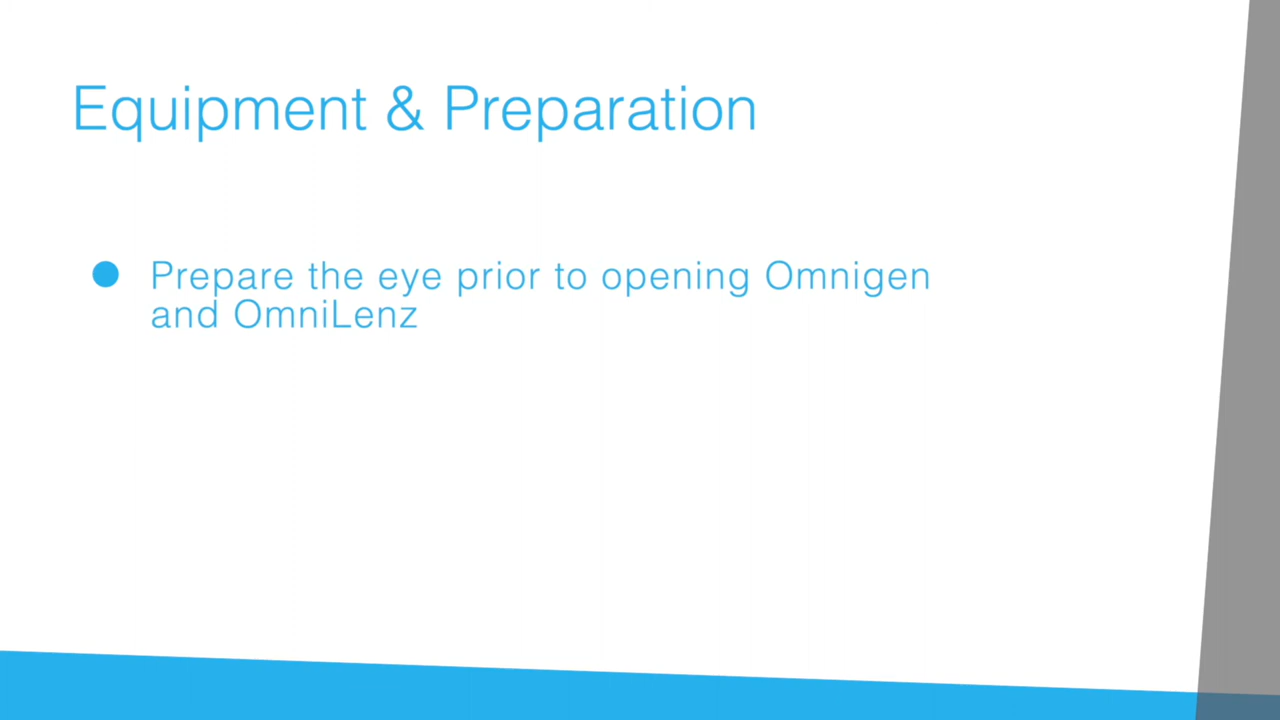 Equipment & Preparation
Prepare the eye prior to opening Omnigen
and OmniLenz